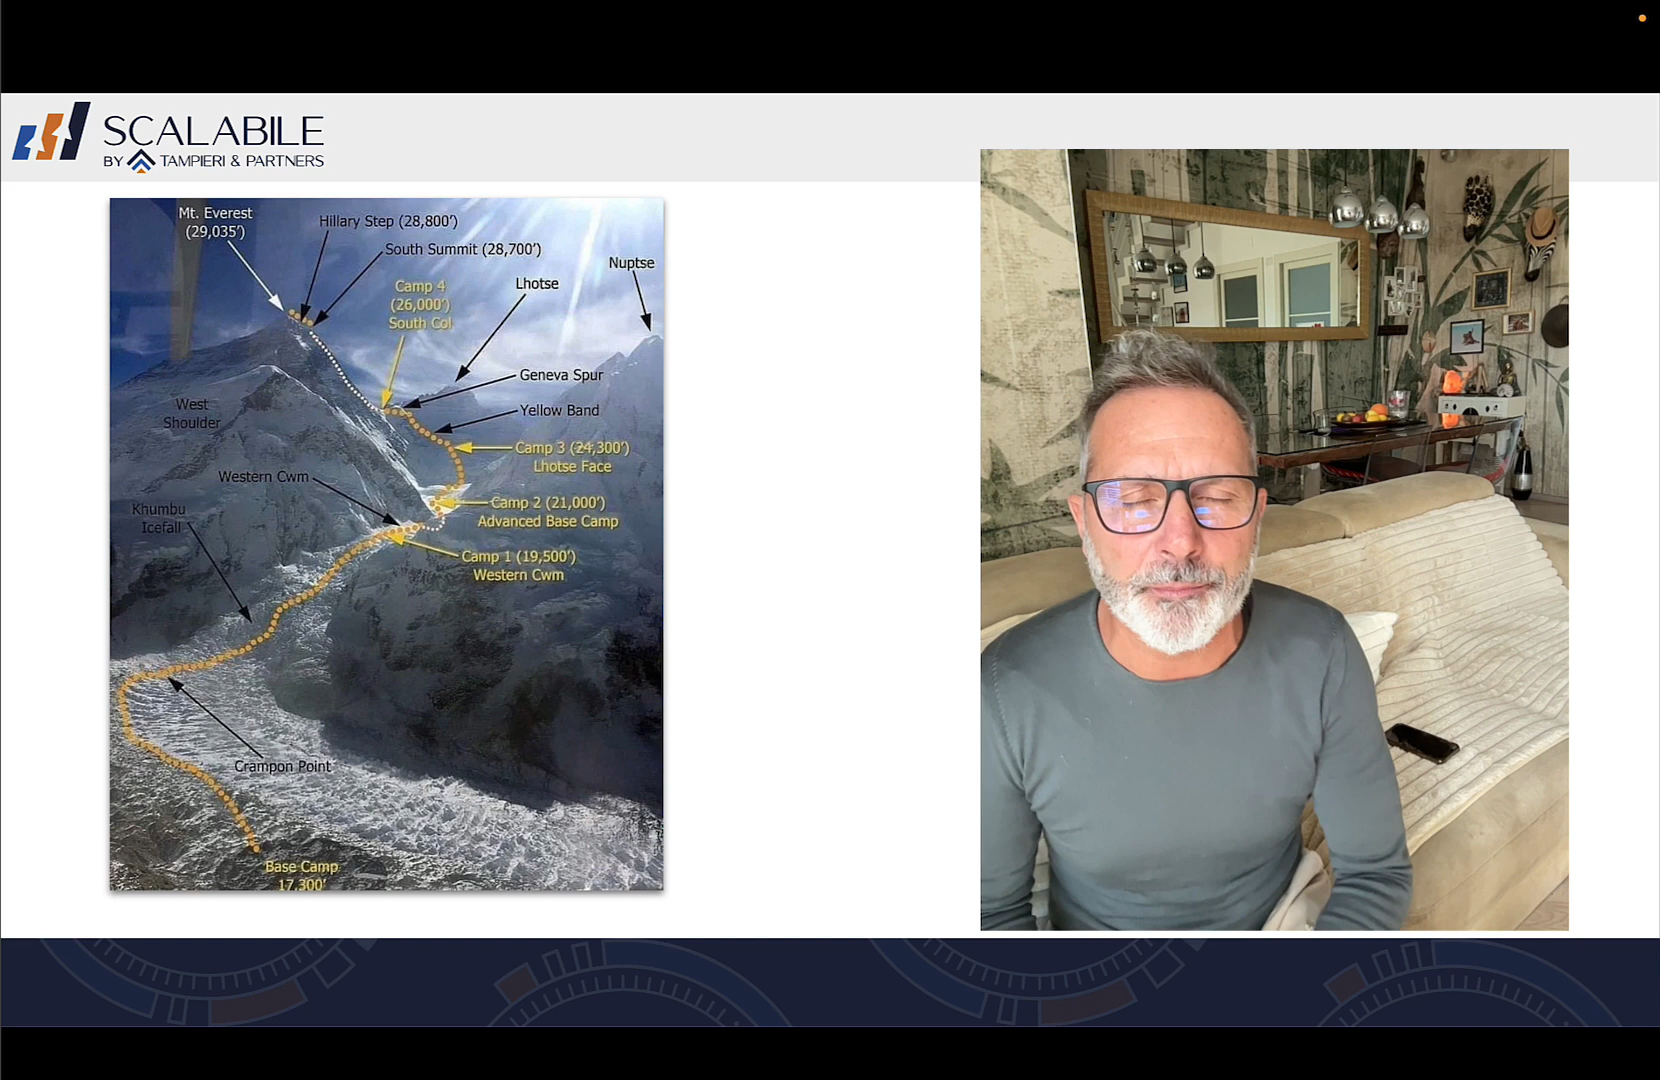 SCALABILE
BY TAMPIERI & PARTNERS
Mt. Everest
(29,035’)
Hillary Step (28,800’)
South Summit (28,700’)
Nuptse
Camp 4
(26,000’)
South Col
Lhotse
Geneva Spur
West
Shoulder
Yellow Band
Camp 3 (24,300’)
Lhotse Face
Western Cwm
Camp 2 (21,000’)
Advanced Base Camp
Khumbu
Icefall
Camp 1 (19,500’)
Western Cwm
Crampon Point
Base Camp
17,300’